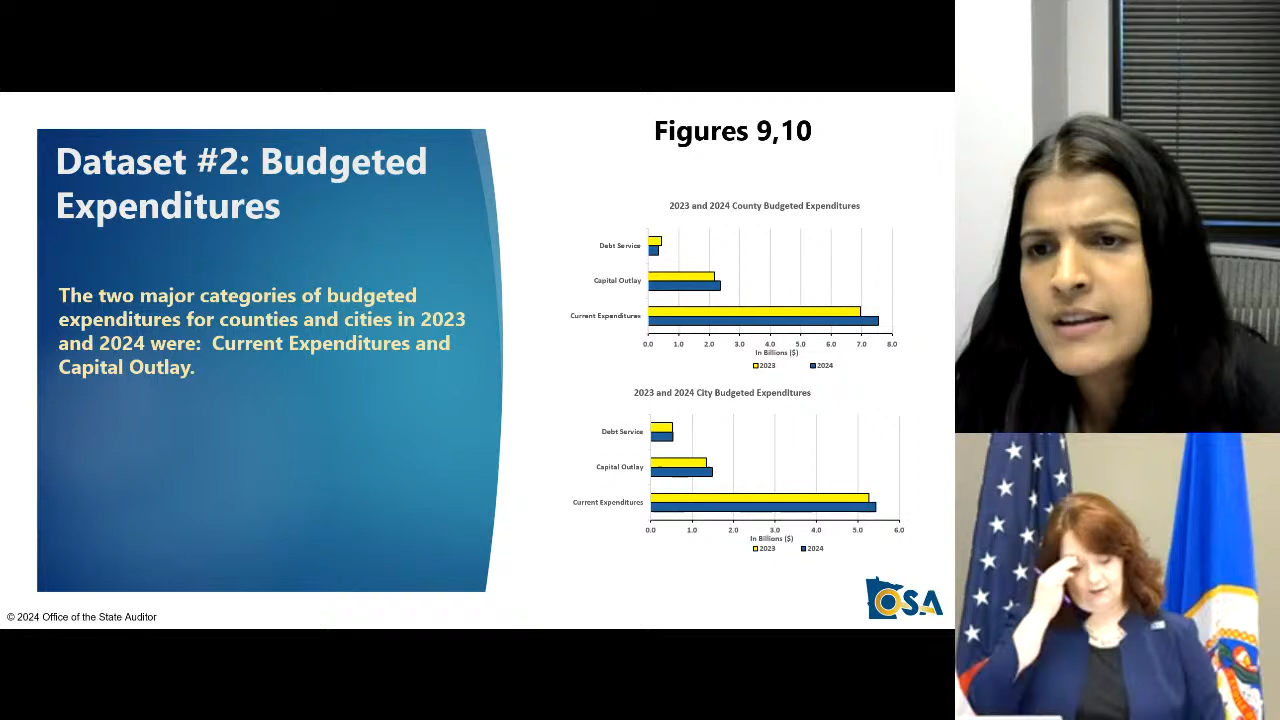 Dataset #2: Budgeted
Expenditures
The two major categories of budgeted
expenditures for counties and cities in 2023
and 2024 were: Current Expenditures and
Capital Outlay.
Figures 9,10
2023 and 2024 County Budgeted Expenditures
Debt Service
Capital Outlay
Current Expenditures
0.0 1.0 2.0 3.0 4.0 5.0 6.0 7.0 8.0
In Billions ($)
2023 2024
2023 and 2024 City Budgeted Expenditures
Debt Service
Capital Outlay
Current Expenditures
0.0 1.0 2.0 3.0 4.0 5.0 6.0
In Billions ($)
2023 2024
OSA
© 2024 Office of the State Auditor